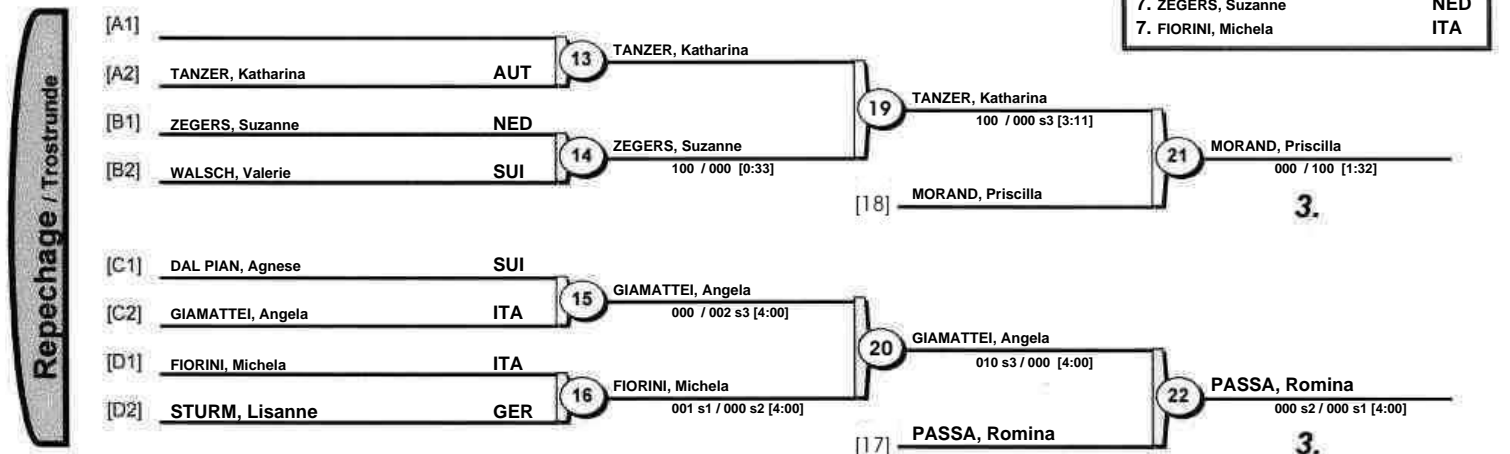 7. ZEGERS, Suzanne NED
7. FIORINI, Michela ITA
Repechage / Trostrunde
[A1]
13 TANZER, Katharina
[A2] TANZER, Katharina AUT
19 TANZER, Katharina
100 / 000 s3 [3:11]
[B1] ZEGERS, Suzanne NED
14 ZEGERS, Suzanne
100 / 000 [0:33]
[B2] WALSCH, Valerie SUI
21 MORAND, Priscilla
000 / 100 [1:32]
[18] MORAND, Priscilla
3.
[C1] DAL PIAN, Agnese SUI
15 GIAMATTEI, Angela
000 / 002 s3 [4:00]
[C2] GIAMATTEI, Angela ITA
20 GIAMATTEI, Angela
010 s3 / 000 [4:00]
[D1] FIORINI, Michela ITA
16 FIORINI, Michela
001 s1 / 000 s2 [4:00]
[D2] STURM, Lisanne GER
22 PASSA, Romina
000 s2 / 000 s1 [4:00]
[17] PASSA, Romina
3.